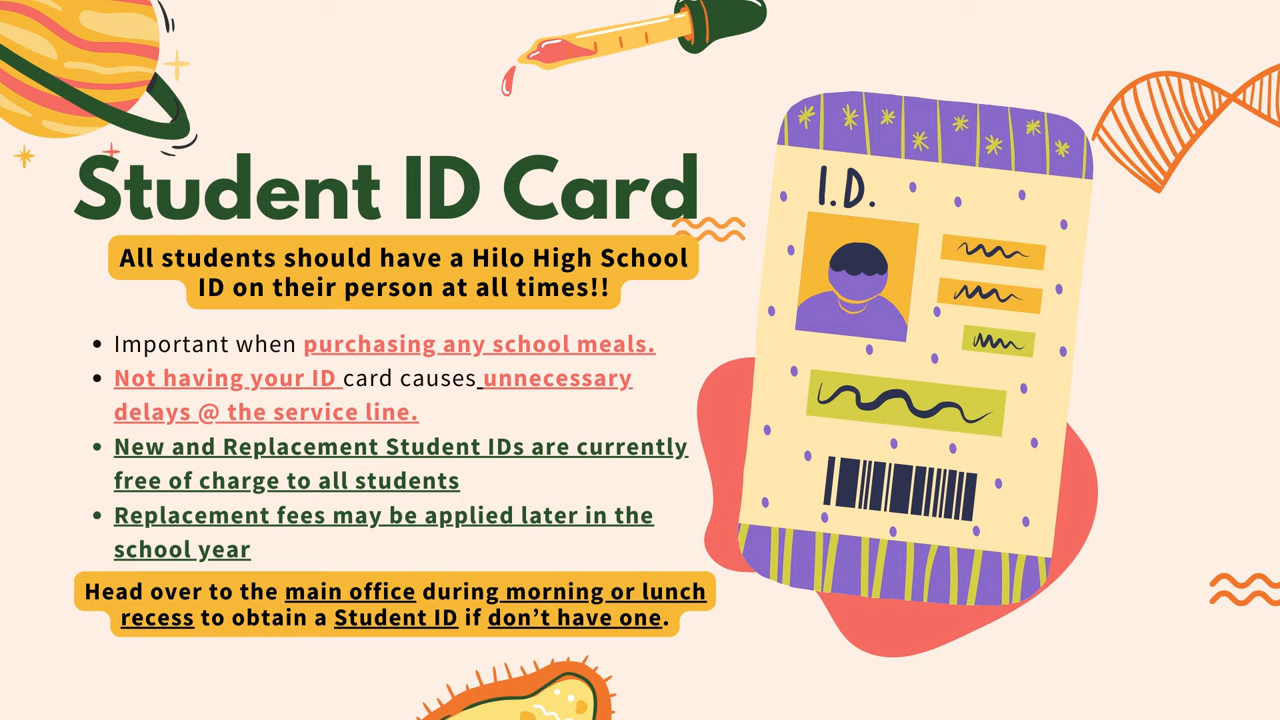 Student ID Card
All students should have a Hilo High School
ID on their person at all times!!
• Important when purchasing any school meals.
• Not having your ID card causes unnecessary
delays @ the service line.
• New and Replacement Student IDs are currently
free of charge to all students
• Replacement fees may be applied later in the
school year
Head over to the main office during morning or lunch
recess to obtain a Student ID if don’t have one.
I.D.